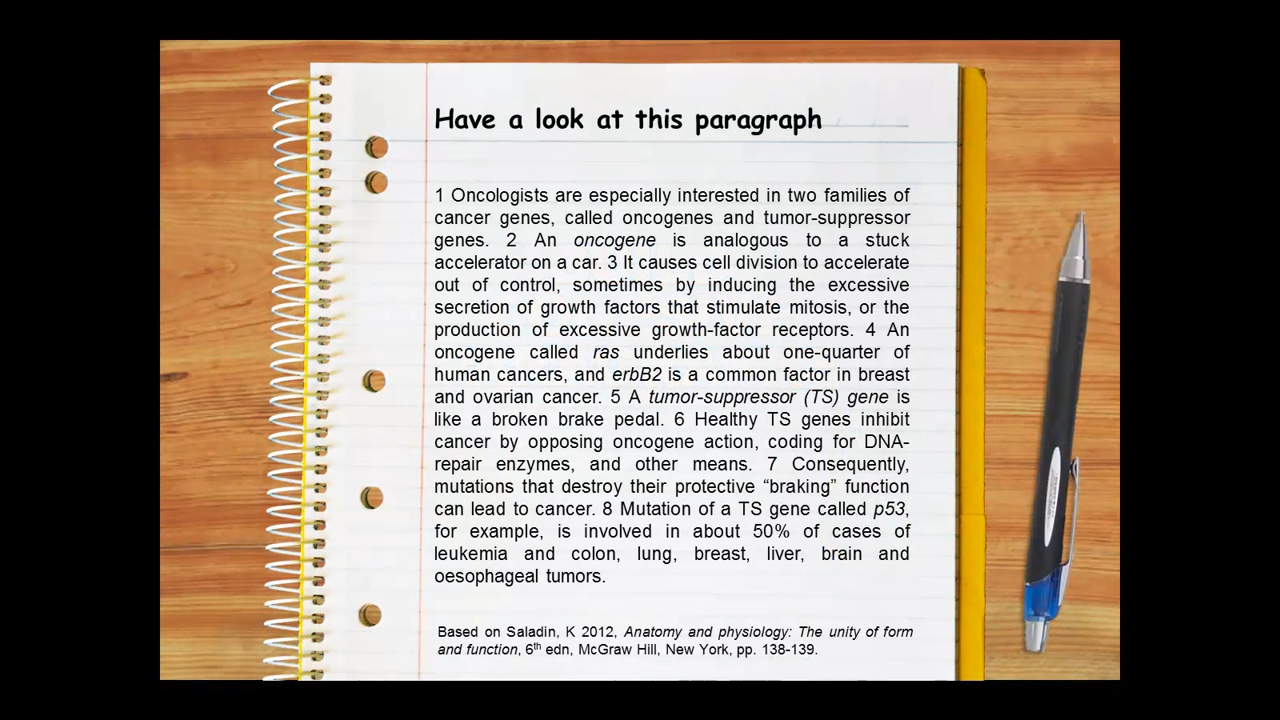 Have a look at this paragraph
1 Oncologists are especially interested in two families of
cancer genes, called oncogenes and tumor-suppressor
genes. 2 An oncogene is analogous to a stuck
accelerator on a car. 3 It causes cell division to accelerate
out of control, sometimes by inducing the excessive
secretion of growth factors that stimulate mitosis, or the
production of excessive growth-factor receptors. 4 An
oncogene called ras underlies about one-quarter of
human cancers, and erbB2 is a common factor in breast
and ovarian cancer. 5 A tumor-suppressor (TS) gene is
like a broken brake pedal. 6 Healthy TS genes inhibit
cancer by opposing oncogene action, coding for DNA-
repair enzymes, and other means. 7 Consequently,
mutations that destroy their protective “braking” function
can lead to cancer. 8 Mutation of a TS gene called p53,
for example, is involved in about 50% of cases of
leukemia and colon, lung, breast, liver, brain and
oesophageal tumors.
Based on Saladin, K 2012, Anatomy and physiology: The unity of form
and function, 6th edn, McGraw Hill, New York, pp. 138-139.